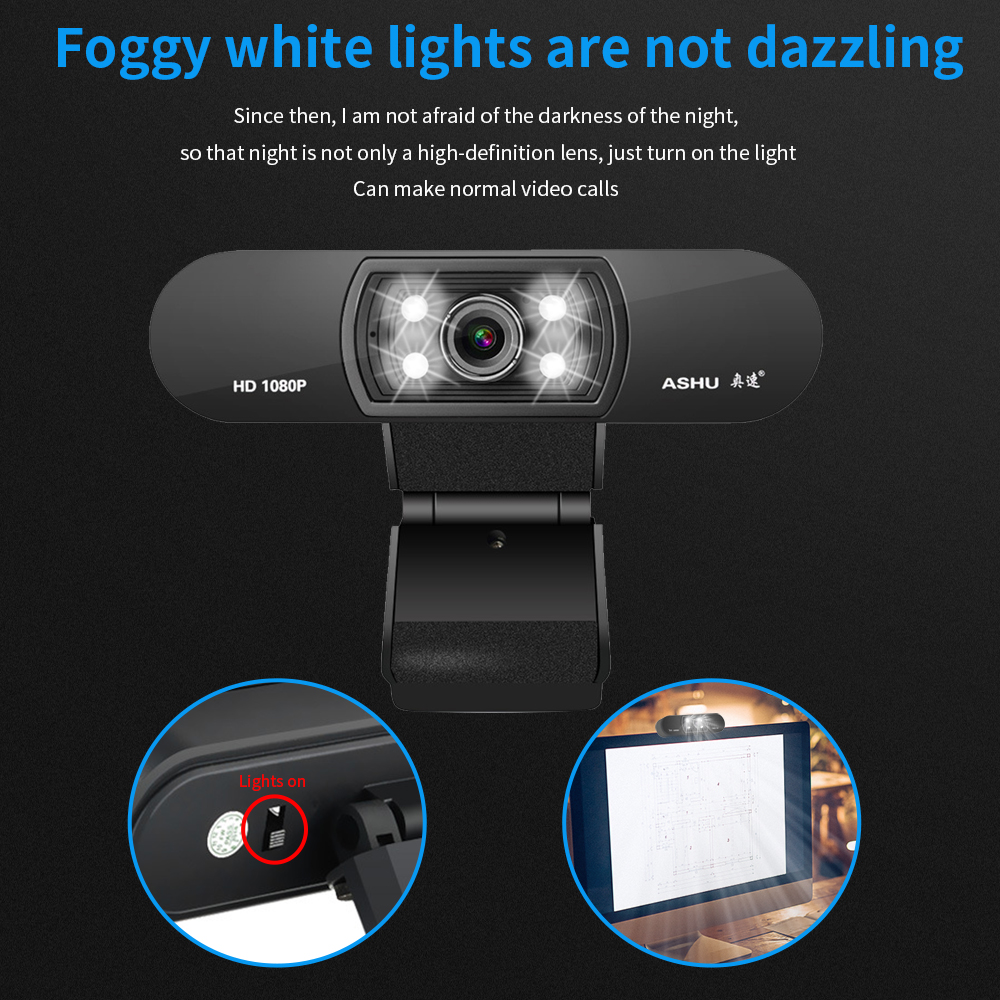 Foggy white lights are not dazzling
Since then, I am not afraid of the darkness of the night,
so that night is not only a high-definition lens, just turn on the light
Can make normal video calls
HD 1080P
ASHU 奥速®
Lights on